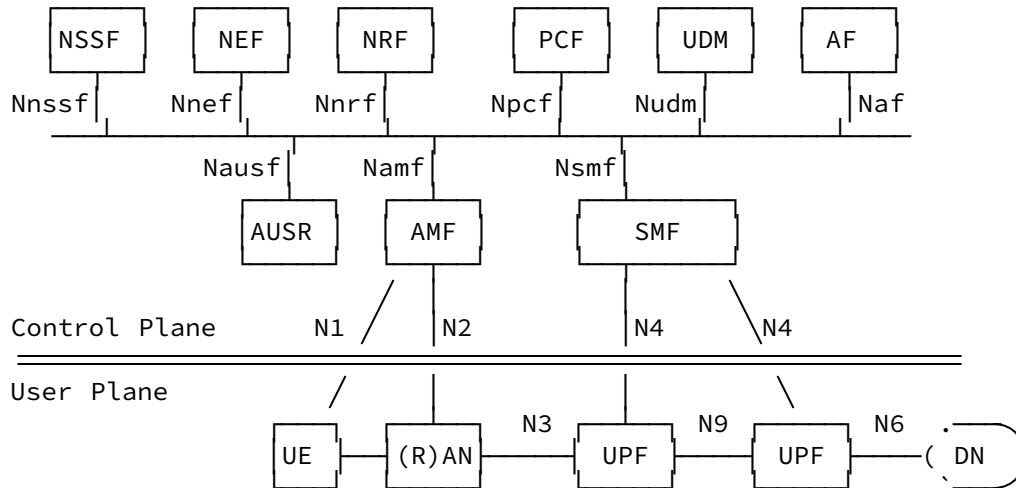 NSSF NEF NRF PCF UDM AF
Nnssf Nnef Nnrf Npcf Nudm Naf
Nausf Namf Nsmf
AUSR AMF SMF
Control Plane N1 N2 N4 N4
User Plane
N3 N9 N6
UE (R)AN UPF UPF ( DN